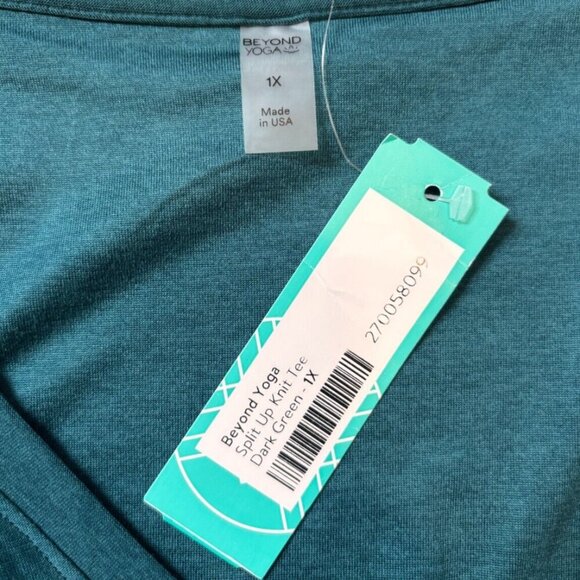 BEYOND
YOGA
1X
Made
in USA
Beyond Yoga
Split Up Knit Tee
Dark Green - 1X
270058099